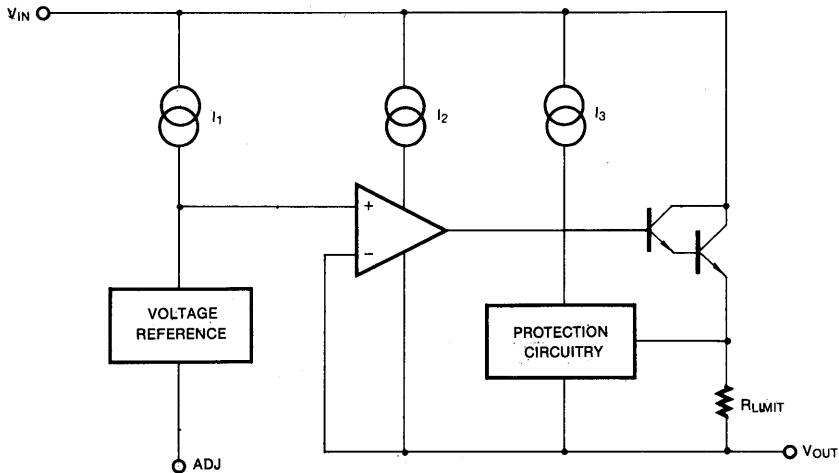 VIN
I1
I2
I3
+
−
VOLTAGE
REFERENCE
PROTECTION
CIRCUITRY
RLIMIT
VOUT
ADJ